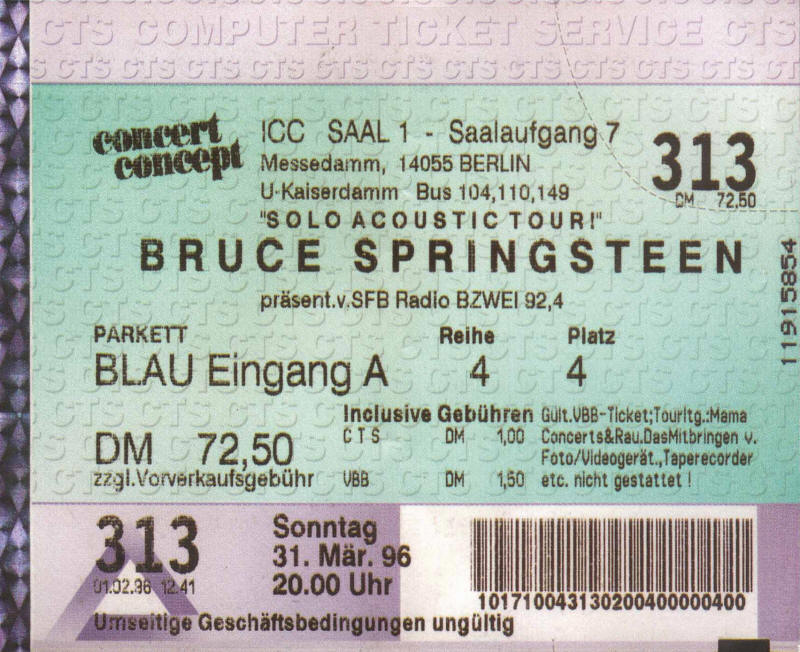 CTS COMPUTER TICKET SERVICE CTS
concert concept
ICC SAAL 1 - Saalaufgang 7
Messedamm, 14055 BERLIN
U-Kaiserdamm Bus 104,110,149
313
DM 72,50
"SOLO ACOUSTIC TOUR!"
BRUCE SPRINGSTEEN
präsent.v.SFB Radio BZWEI 92,4
11915854
PARKETT Reihe Platz
BLAU Eingang A 4 4
Inclusive Gebühren Gült.VBB-Ticket;Tourltg.:Mama
CTS DM 1,00 Concerts&Rau.DasMitbringen v.
DM 72,50 Foto/Videogerät.,Taperecorder
zzgl.Vorverkaufsgebühr VBB DM 1,50 etc. nicht gestattet !
313
01.02.96 12.41
Sonntag
31. Mär. 96
20.00 Uhr
101710043130200400000400
Umseitige Geschäftsbedingungen ungültig